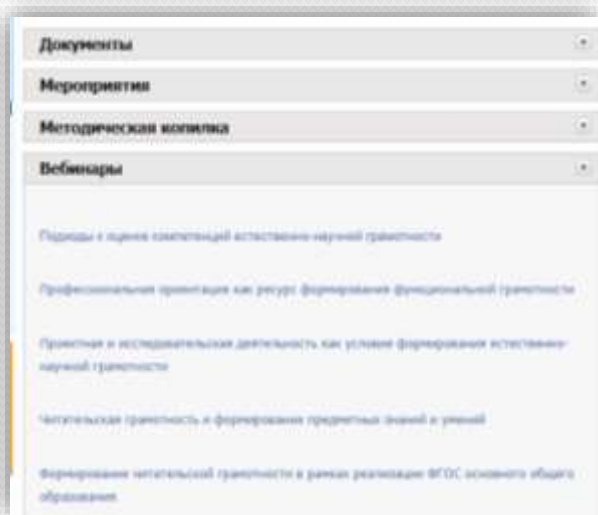 Документы
Мероприятия
Методическая копилка
Вебинары
Подходы к оценке компетенций естественно-научной грамотности
Профессиональная ориентация как ресурс формирования функциональной грамотности
Проектная и исследовательская деятельность как условие формирования естественно-
научной грамотности
Читательская грамотность и формирование предметных знаний и умений
Формирование читательской грамотности в рамках реализации ФГОС основного общего
образования